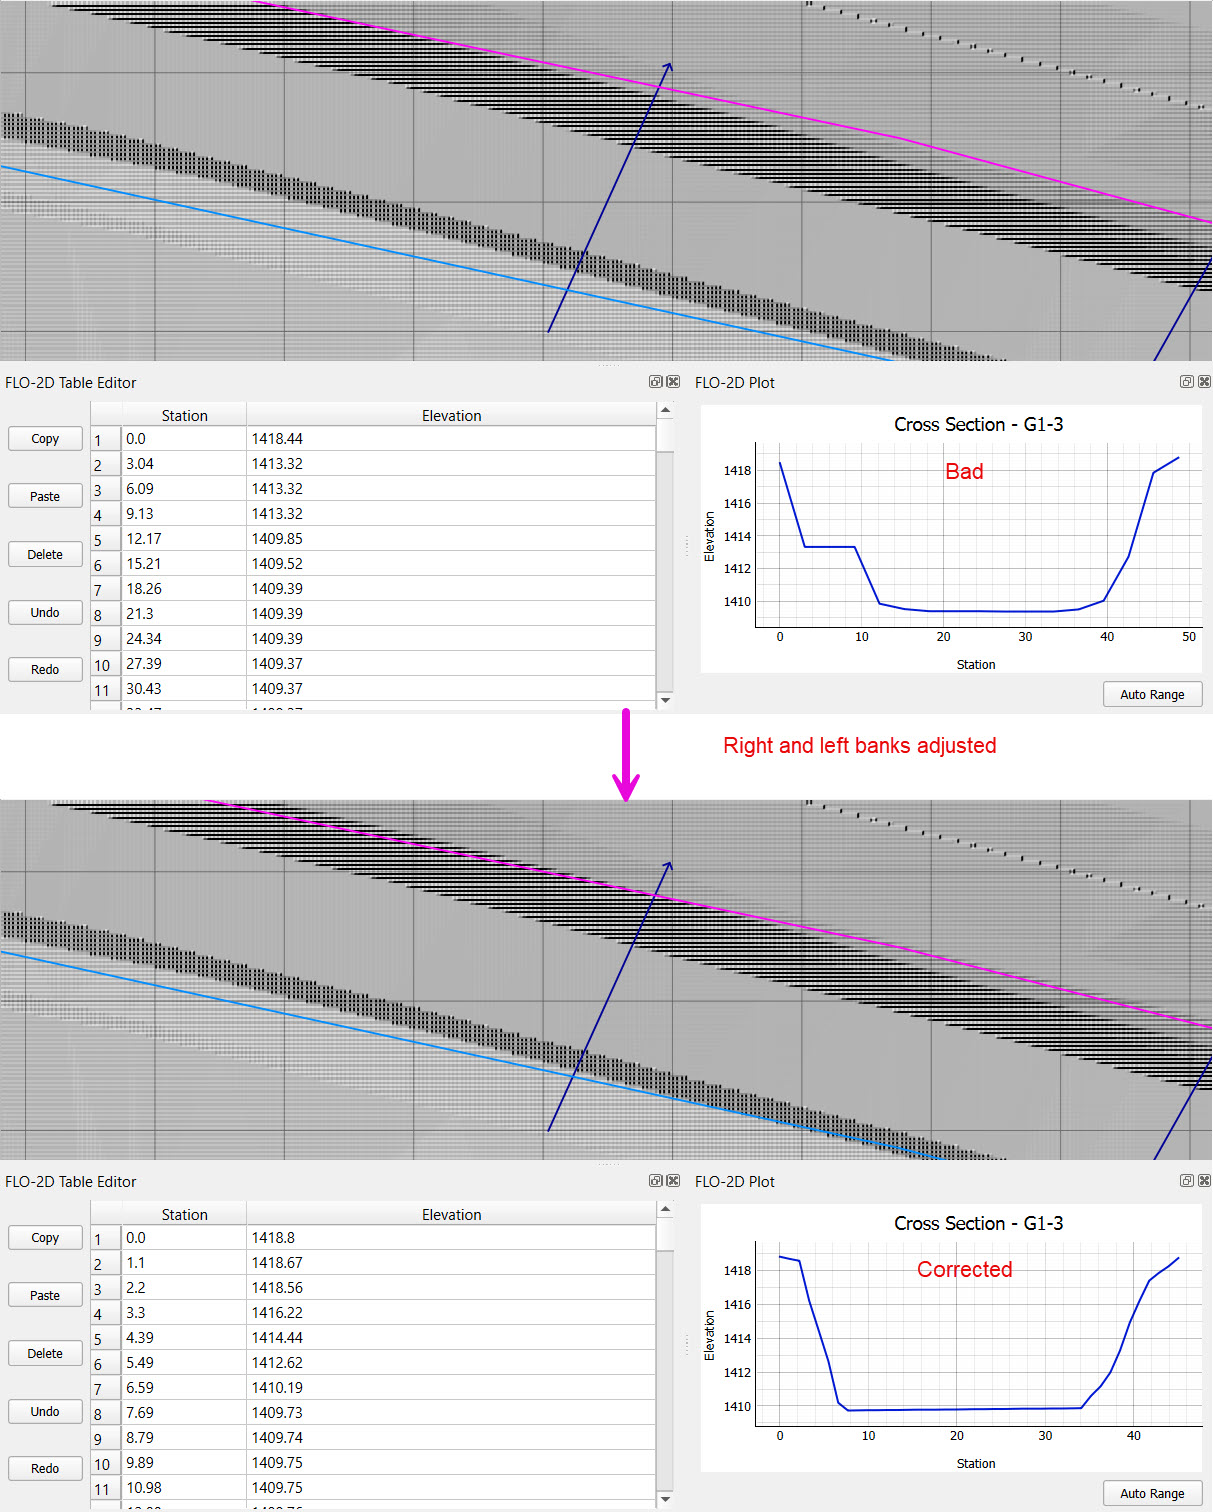 FLO-2D Table Editor
FLO-2D Plot
Copy
Paste
Delete
Undo
Redo
Station Elevation
1 0.0 1418.44
2 3.04 1413.32
3 6.09 1413.32
4 9.13 1413.32
5 12.17 1409.85
6 15.21 1409.52
7 18.26 1409.39
8 21.3 1409.39
9 24.34 1409.39
10 27.39 1409.37
11 30.43 1409.37
Cross Section - G1-3
Bad
Elevation
1418
1416
1414
1412
1410
0 10 20 30 40 50
Station
Auto Range
Right and left banks adjusted
FLO-2D Table Editor
FLO-2D Plot
Copy
Paste
Delete
Undo
Redo
Station Elevation
1 0.0 1418.8
2 1.1 1418.67
3 2.2 1418.56
4 3.3 1416.22
5 4.39 1414.44
6 5.49 1412.62
7 6.59 1410.19
8 7.69 1409.73
9 8.79 1409.74
10 9.89 1409.75
11 10.98 1409.75
Cross Section - G1-3
Corrected
Elevation
1418
1416
1414
1412
1410
0 10 20 30 40
Station
Auto Range